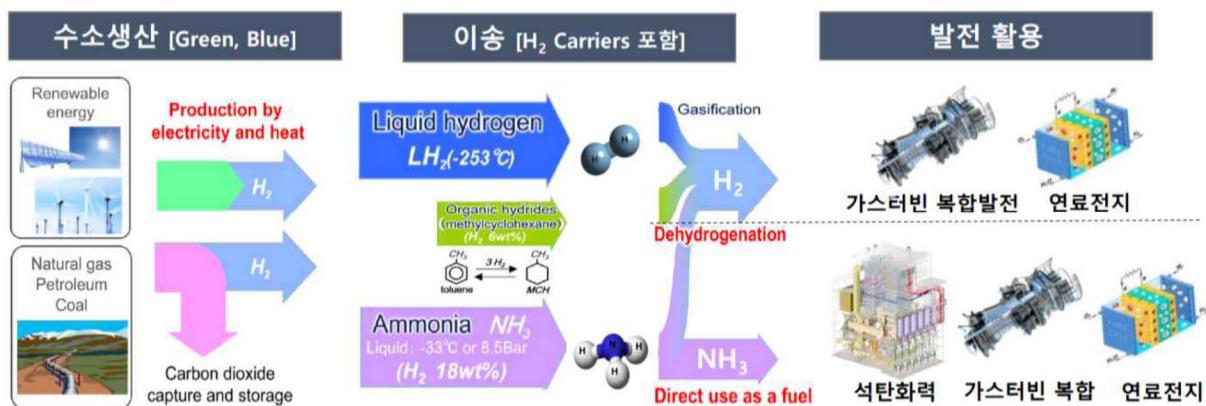 수소생산 [Green, Blue]
이송 [H₂ Carriers 포함]
발전 활용
Renewable
energy
Production by
electricity and heat
H₂
Natural gas
Petroleum
Coal
H₂
Carbon dioxide
capture and storage
Liquid hydrogen
LH₂(-253℃)
H
H
Organic hydrides
(methylcyclohexane)
(H₂ 6wt%)
CH₃
3H₂
CH₃
toluene
MCH
Ammonia NH₃
Liquid: -33℃ or 8.5Bar
(H₂ 18wt%)
H
N
H
H
Gasification
H₂
Dehydrogenation
NH₃
Direct use as a fuel
가스터빈 복합발전
연료전지
석탄화력
가스터빈 복합
연료전지